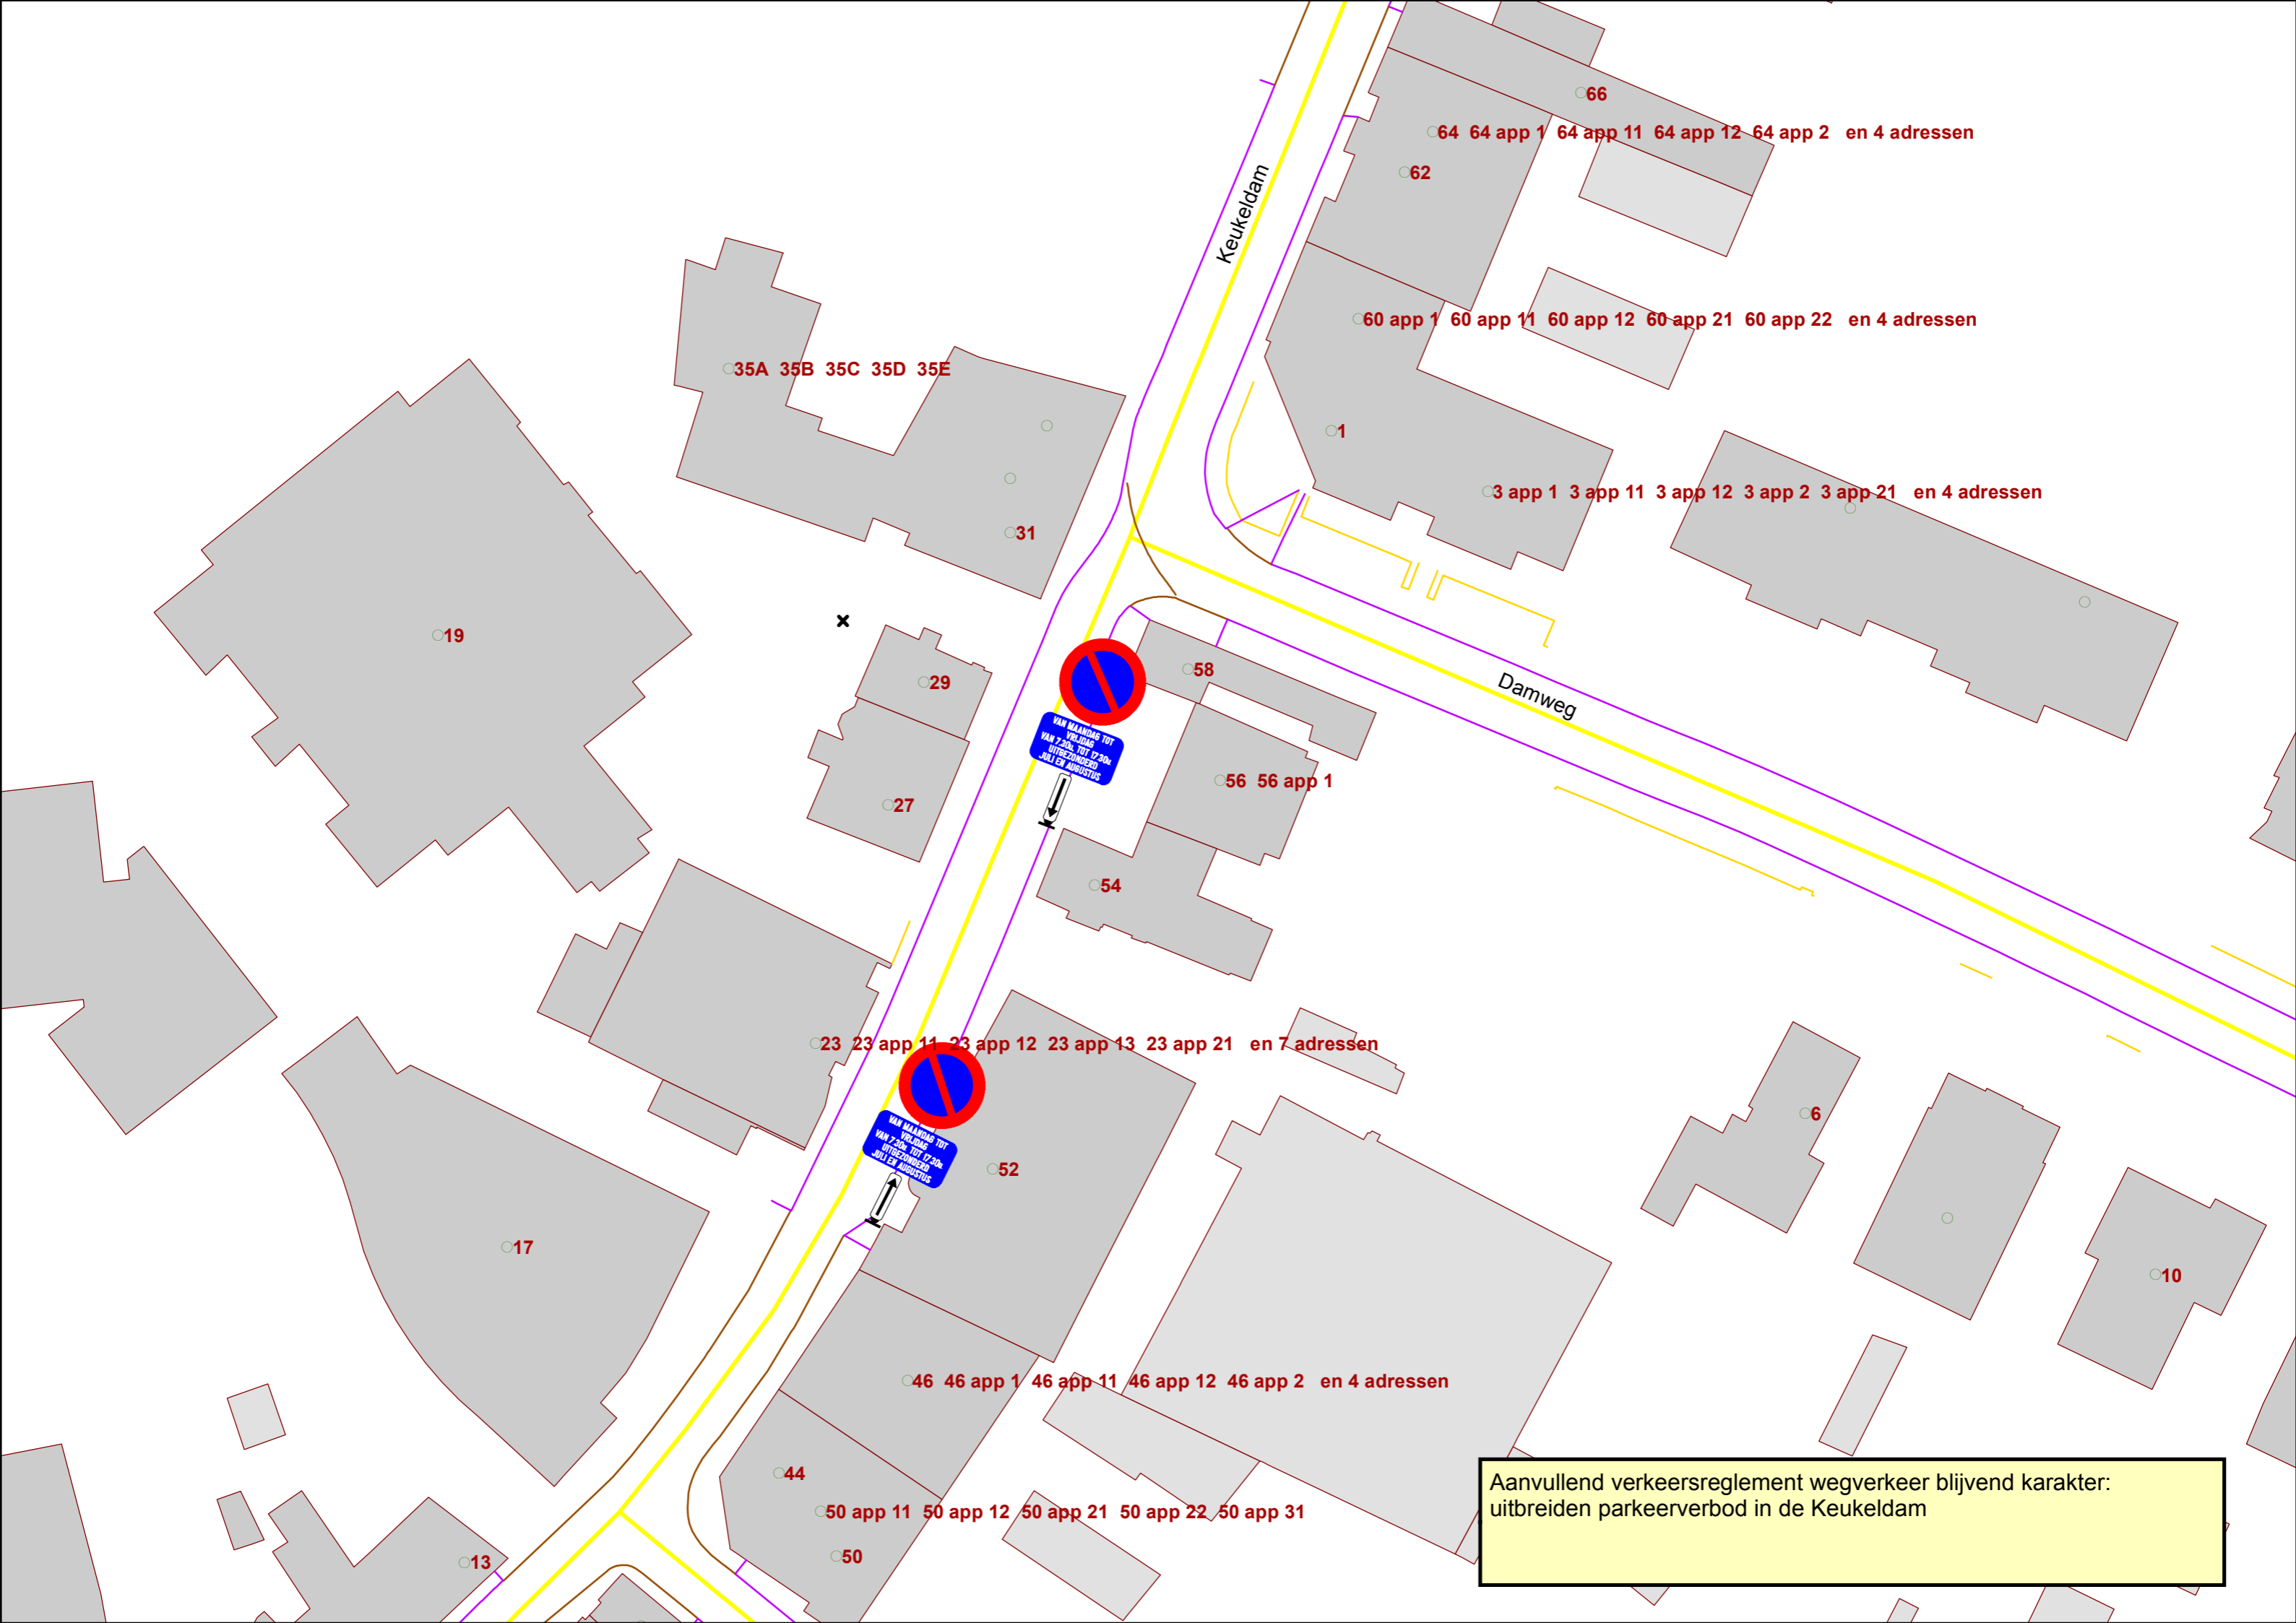 66
64 64 app 1 64 app 11 64 app 12 64 app 2 en 4 adressen
62
Keukeldam
60 app 1 60 app 11 60 app 12 60 app 21 60 app 22 en 4 adressen
35A 35B 35C 35D 35E
1
3 app 1 3 app 11 3 app 12 3 app 2 3 app 21 en 4 adressen
31
19
29
58
Damweg
VAN MAANDAG TOT
VRIJDAG
VAN 7.30u. TOT 17.30u.
UITGEZONDERD
JULI EN AUGUSTUS
56 56 app 1
27
54
23 23 app 11 23 app 12 23 app 13 23 app 21 en 7 adressen
6
VAN MAANDAG TOT
VRIJDAG
VAN 7.30u. TOT 17.30u.
UITGEZONDERD
JULI EN AUGUSTUS
52
17
10
46 46 app 1 46 app 11 46 app 12 46 app 2 en 4 adressen
44
50 app 11 50 app 12 50 app 21 50 app 22 50 app 31
50
13
Aanvullend verkeersreglement wegverkeer blijvend karakter:
uitbreiden parkeerverbod in de Keukeldam